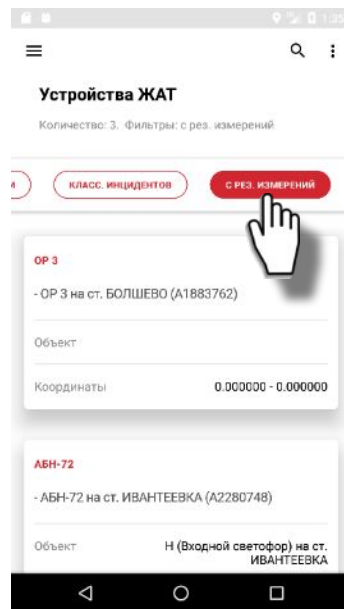 1:35
Устройства ЖАТ
Количество: 3. Фильтры: с рез. измерений
И
КЛАСС. ИНЦИДЕНТОВ
С РЕЗ. ИЗМЕРЕНИЙ
ОР 3
- ОР 3 на ст. БОЛШЕВО (А1883762)
Объект
Координаты 0.000000 - 0.000000
АБН-72
- АБН-72 на ст. ИВАНТЕЕВКА (А2280748)
Объект Н (Входной светофор) на ст.
ИВАНТЕЕВКА